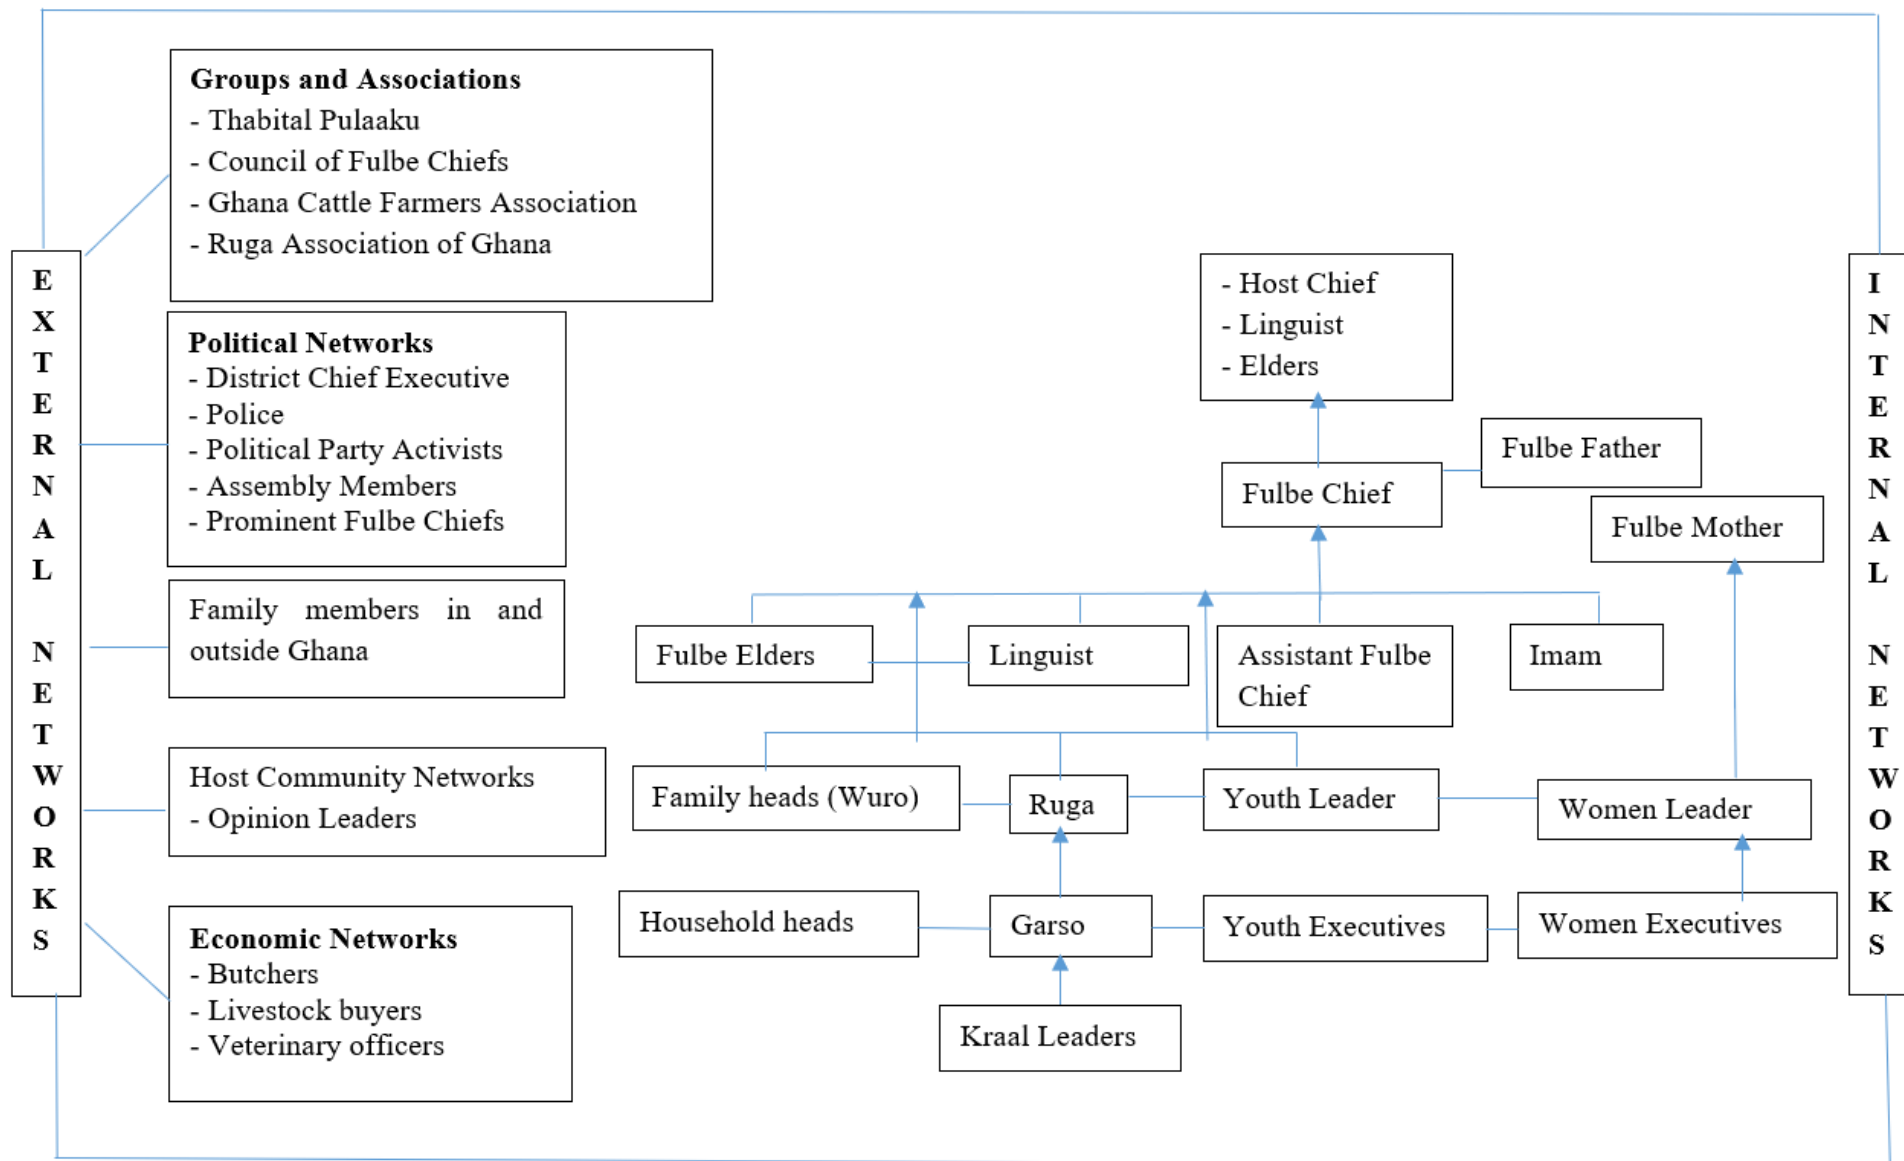 EXTERNAL NETWORKS
Groups and Associations
- Thabital Pulaaku
- Council of Fulbe Chiefs
- Ghana Cattle Farmers Association
- Ruga Association of Ghana
Political Networks
- District Chief Executive
- Police
- Political Party Activists
- Assembly Members
- Prominent Fulbe Chiefs
Family members in and
outside Ghana
Host Community Networks
- Opinion Leaders
Economic Networks
- Butchers
- Livestock buyers
- Veterinary officers
- Host Chief
- Linguist
- Elders
Fulbe Father
Fulbe Chief
Fulbe Mother
Fulbe Elders
Linguist
Assistant Fulbe
Chief
Imam
Family heads (Wuro)
Ruga
Youth Leader
Women Leader
Household heads
Garso
Youth Executives
Women Executives
Kraal Leaders
INTERNAL NETWORKS